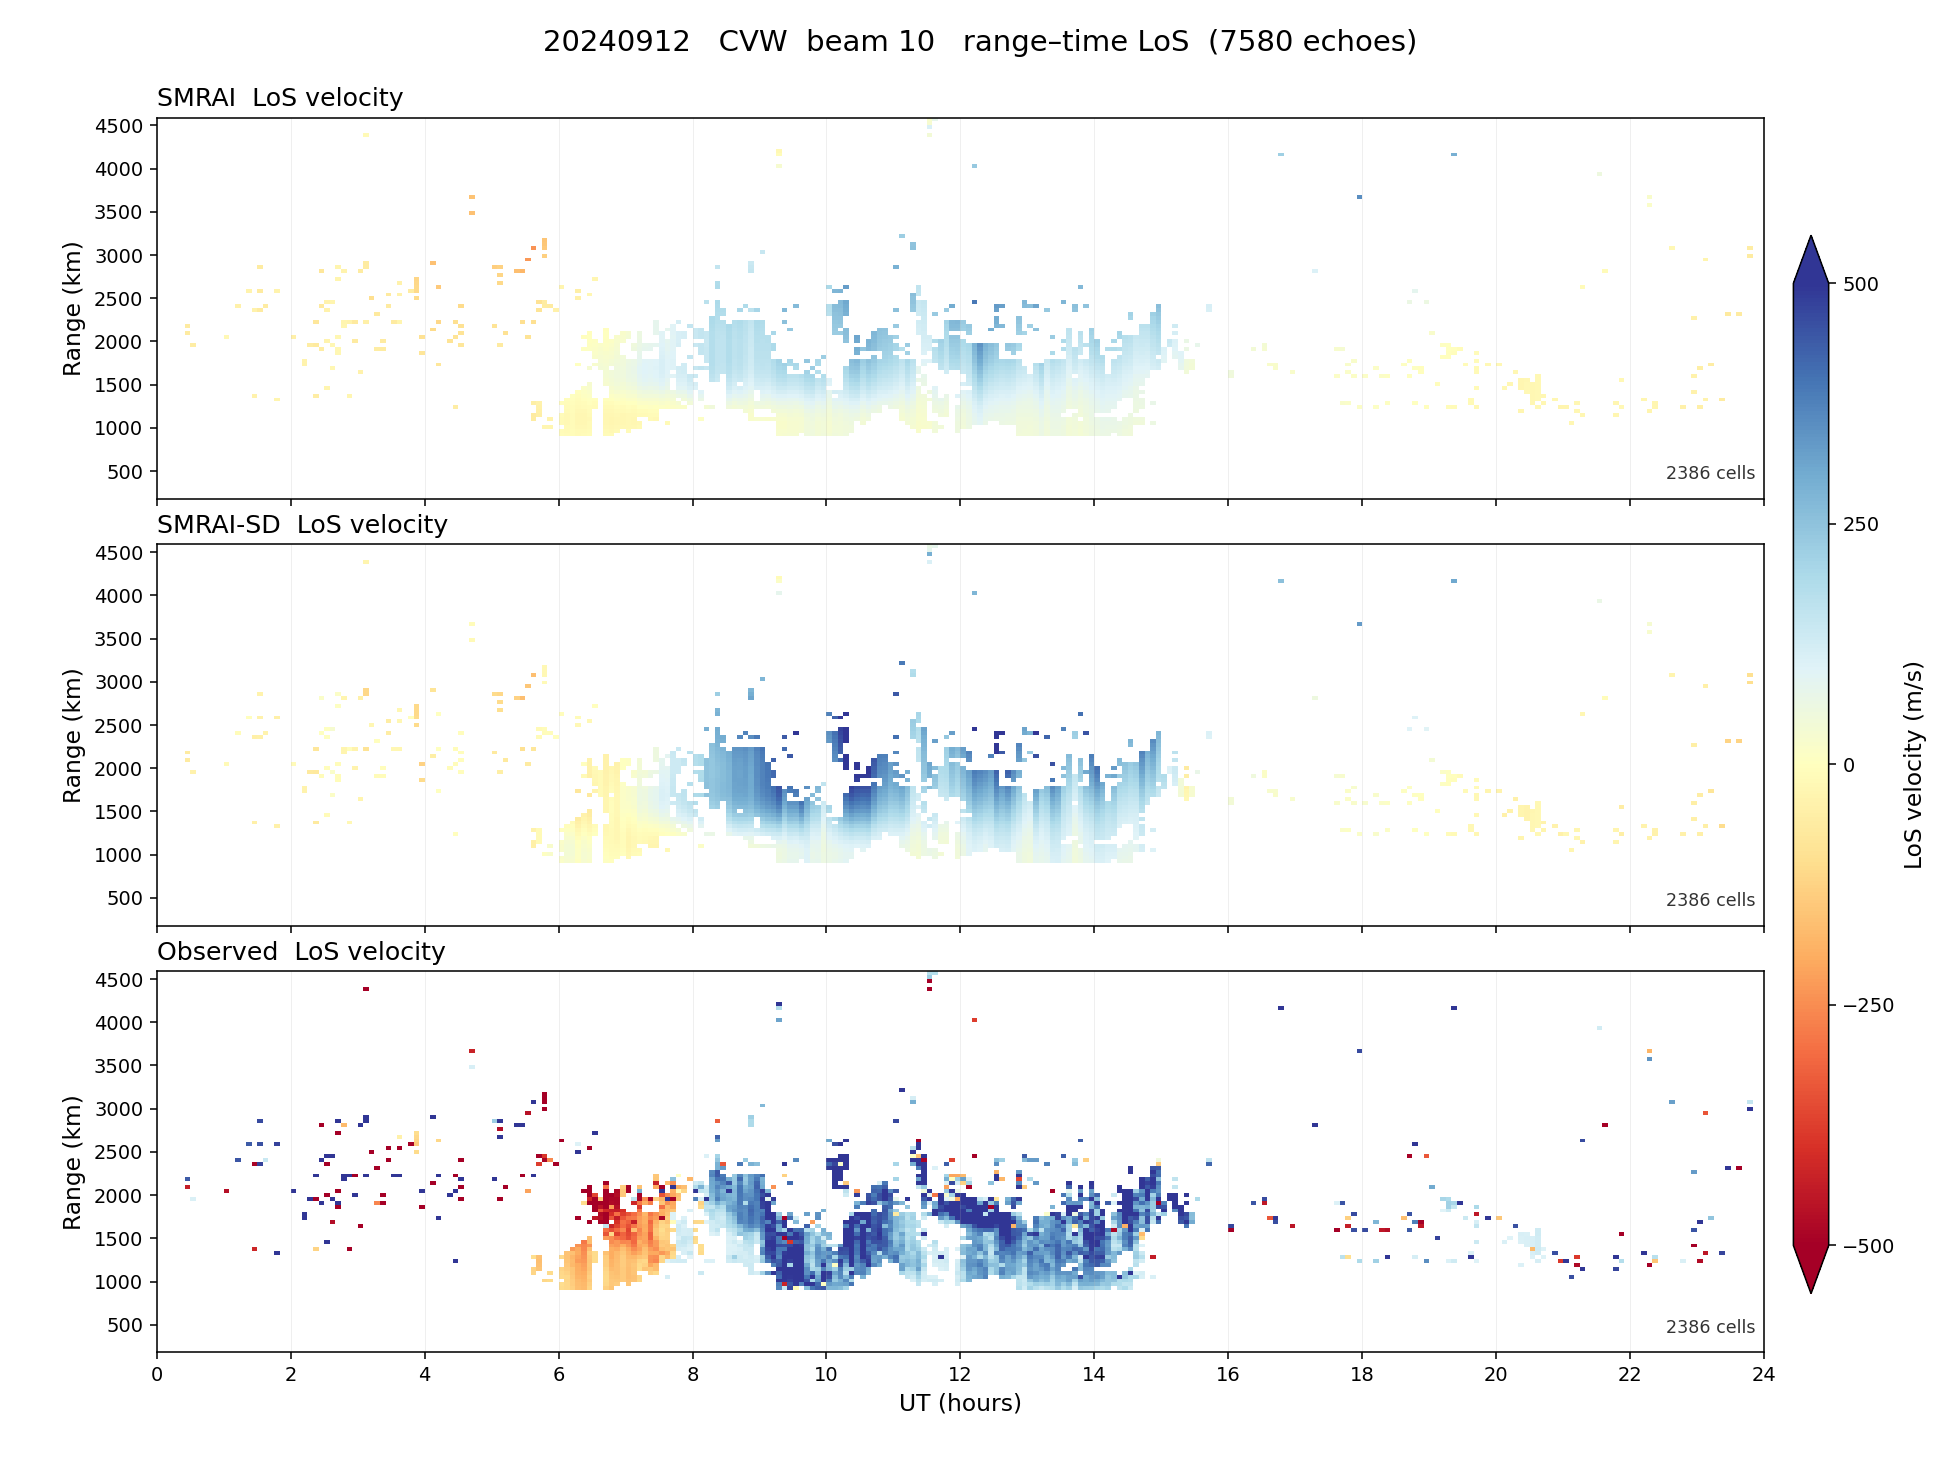 20240912   CVW  beam 10   range–time LoS  (7580 echoes)
SMRAI  LoS velocity
4500
4000
3500
3000
2500
2000
1500
1000
500
Range (km)
2386 cells
SMRAI-SD  LoS velocity
4500
4000
3500
3000
2500
2000
1500
1000
500
Range (km)
2386 cells
Observed  LoS velocity
4500
4000
3500
3000
2500
2000
1500
1000
500
Range (km)
2386 cells
0 2 4 6 8 10 12 14 16 18 20 22 24
UT (hours)
500
250
0
−250
−500
LoS velocity (m/s)